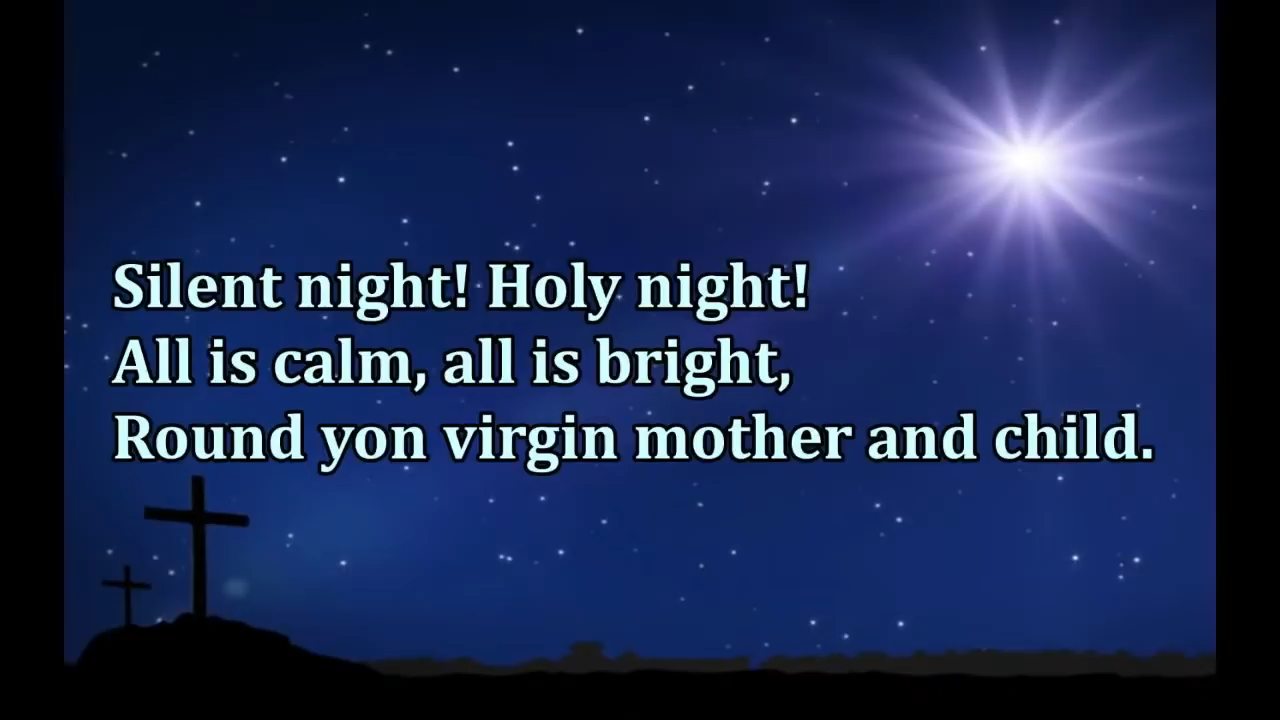 Silent night! Holy night!
All is calm, all is bright,
Round yon virgin mother and child.